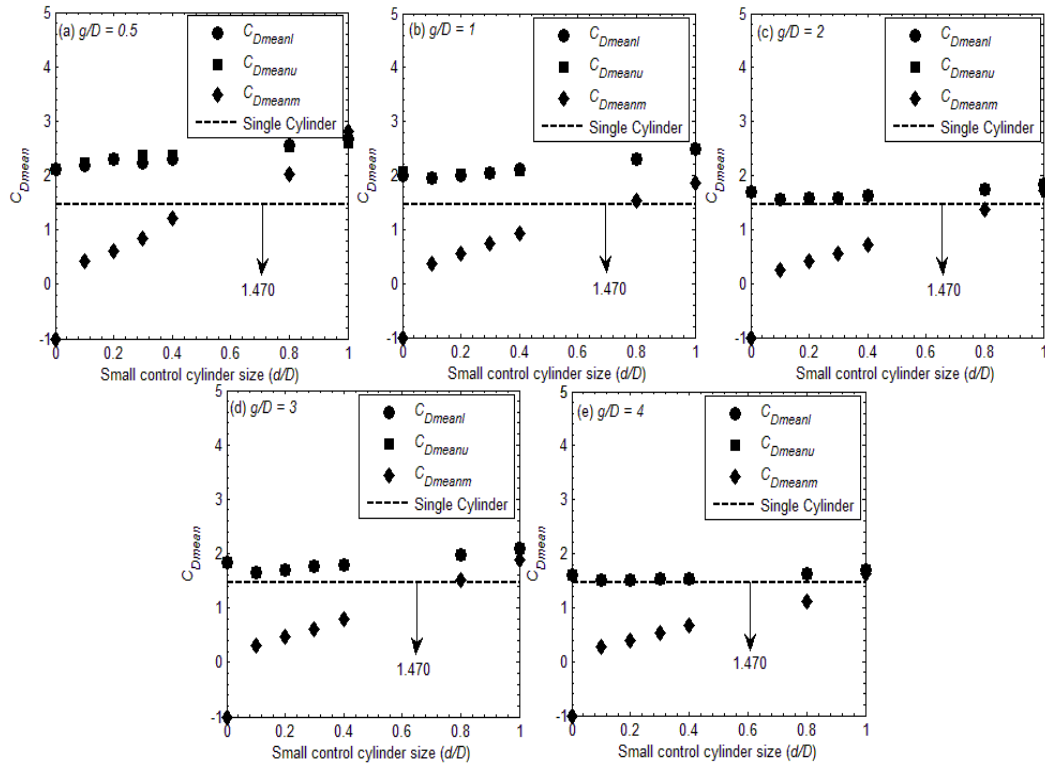 (a) g/D = 0.5
C_Dmeanl
C_Dmeanu
C_Dmeanm
Single Cylinder
5
4
3
2
1
0
-1
C_Dmean
1.470
0 0.2 0.4 0.6 0.8 1
Small control cylinder size (d/D)
(b) g/D = 1
C_Dmeanl
C_Dmeanu
C_Dmeanm
Single Cylinder
5
4
3
2
1
0
-1
1.470
0 0.2 0.4 0.6 0.8 1
Small control cylinder size (d/D)
(c) g/D = 2
C_Dmeanl
C_Dmeanu
C_Dmeanm
Single Cylinder
5
4
3
2
1
0
-1
1.470
0 0.2 0.4 0.6 0.8 1
Small control cylinder size (d/D)
(d) g/D = 3
C_Dmeanl
C_Dmeanu
C_Dmeanm
Single Cylinder
5
4
3
2
1
0
-1
C_Dmean
1.470
0 0.2 0.4 0.6 0.8 1
Small control cylinder size (d/D)
(e) g/D = 4
C_Dmeanl
C_Dmeanu
C_Dmeanm
Single Cylinder
5
4
3
2
1
0
-1
C_Dmean
1.470
0 0.2 0.4 0.6 0.8 1
Small control cylinder size (d/D)